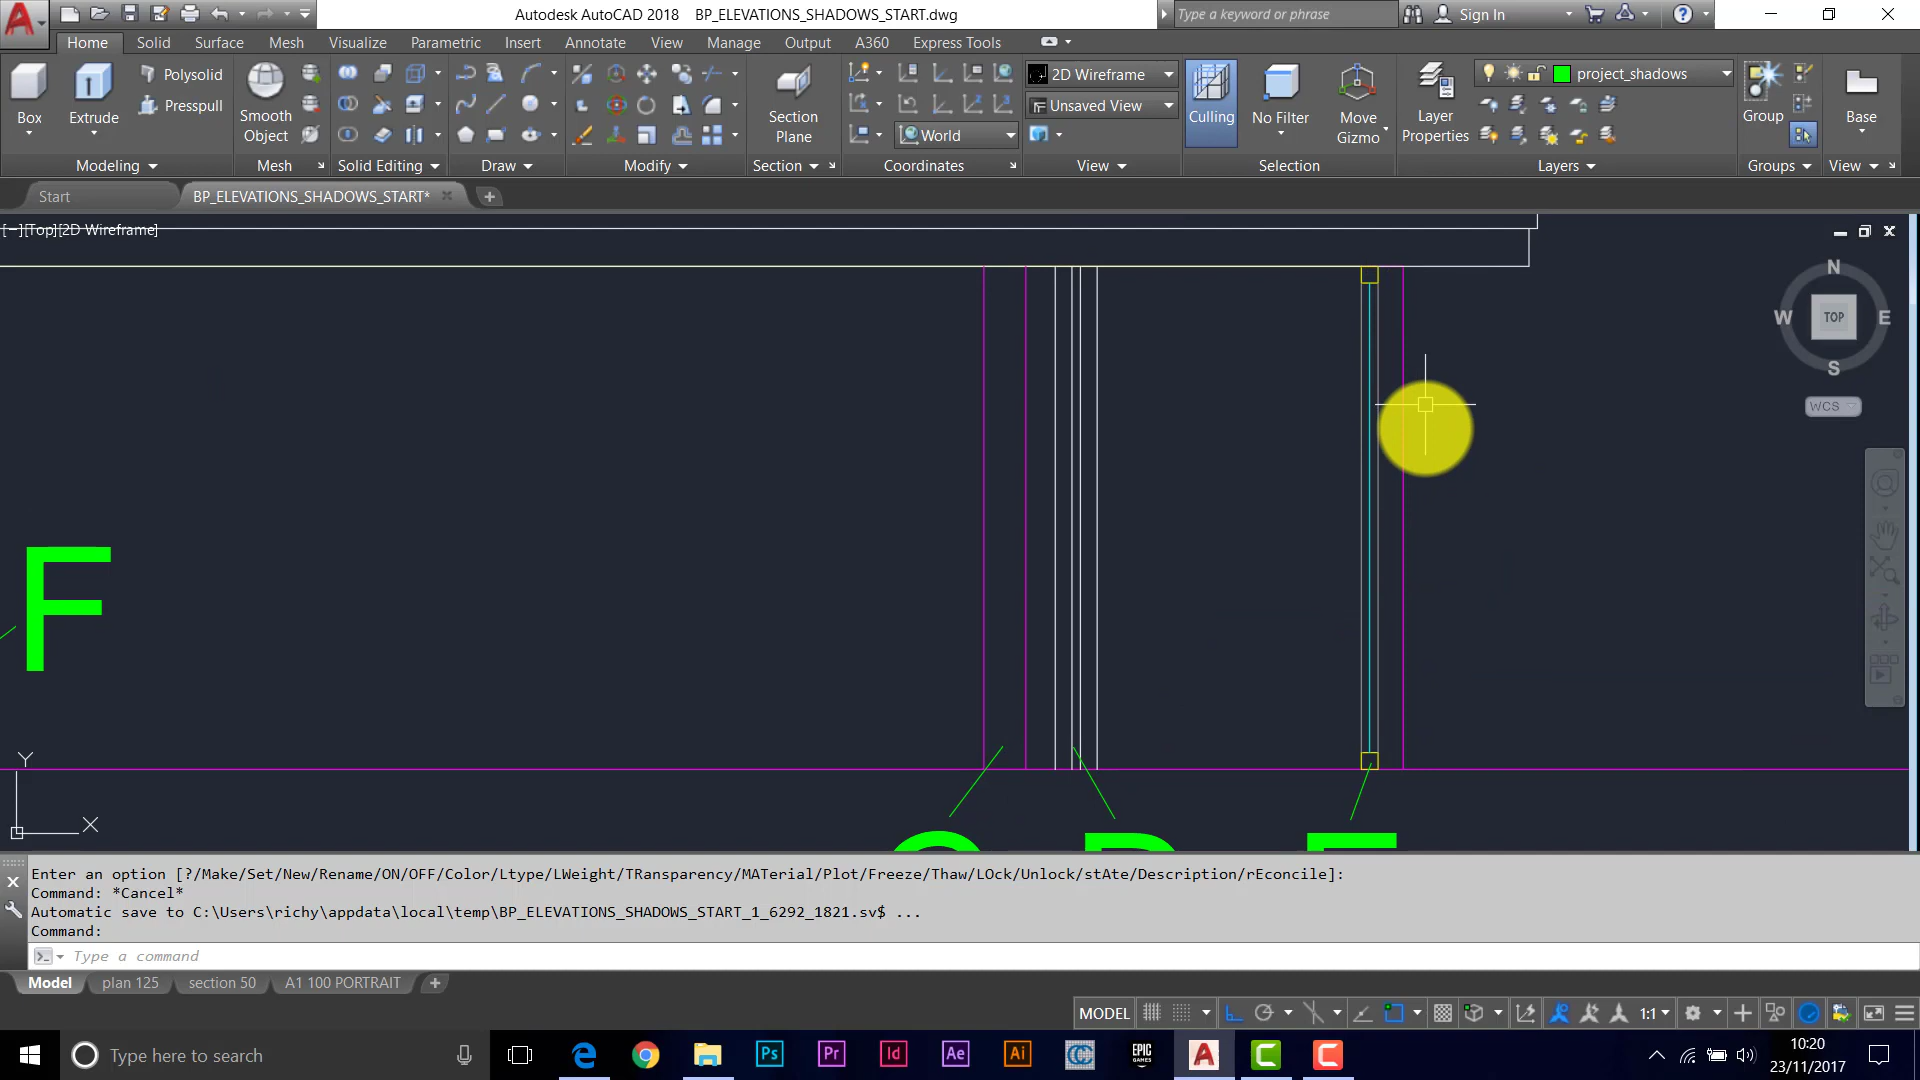 Autodesk AutoCAD 2018   BP_ELEVATIONS_SHADOWS_START.dwg
Type a keyword or phrase
Sign In
Home Solid Surface Mesh Visualize Parametric Insert Annotate View Manage Output A360 Express Tools
Box
Extrude
Polysolid
Presspull
Smooth Object
Section Plane
World
2D Wireframe
Unsaved View
Culling
No Filter
Move Gizmo
Layer Properties
project_shadows
Group
Base
Modeling Mesh Solid Editing Draw Modify Section Coordinates View Selection Layers Groups View
Start
BP_ELEVATIONS_SHADOWS_START*
[−][Top][2D Wireframe]
N
W TOP E
S
WCS
F
Y
X
Enter an option [?/Make/Set/New/Rename/ON/OFF/Color/Ltype/LWeight/TRansparency/MATerial/Plot/Freeze/Thaw/LOck/Unlock/stAte/Description/rEconcile]:
Command: *Cancel*
Automatic save to C:\Users\richy\appdata\local\temp\BP_ELEVATIONS_SHADOWS_START_1_6292_1821.sv$ ...
Command:
Type a command
Model plan 125 section 50 A1 100 PORTRAIT
MODEL
1:1
Type here to search
Ps
Pr
Id
Ae
Ai
EPIC GAMES
10:20
23/11/2017